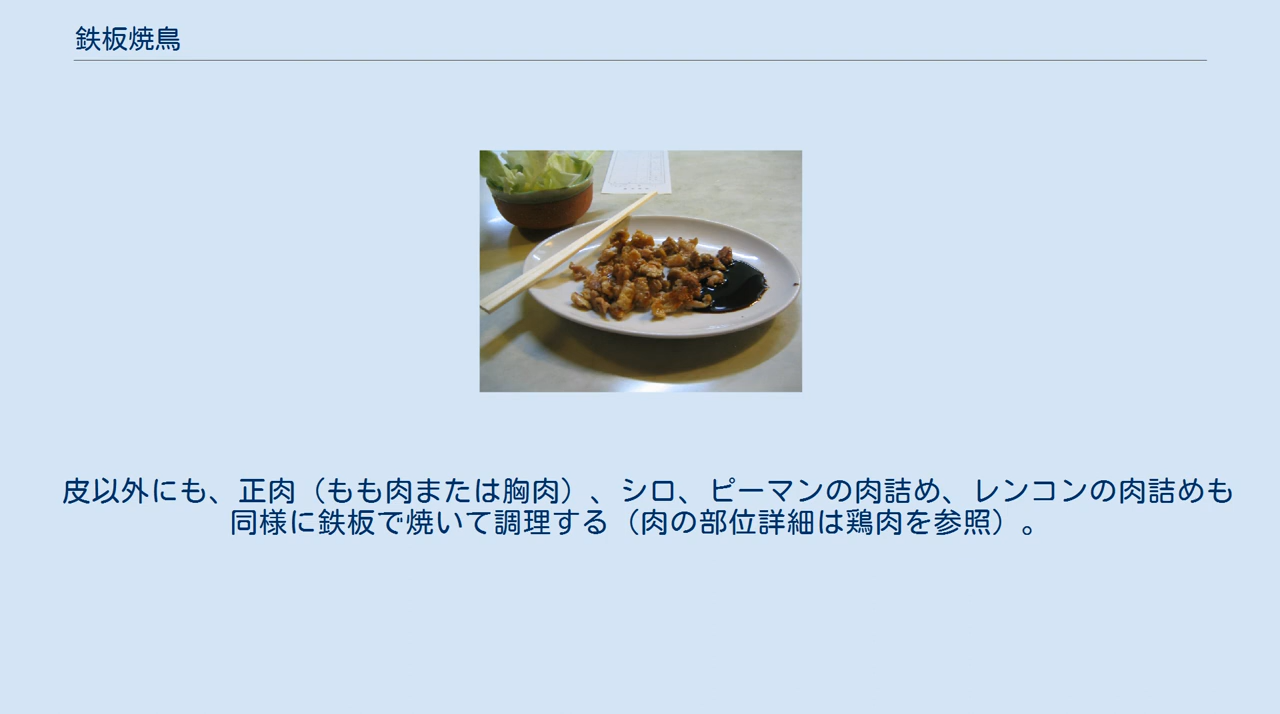 鉄板焼鳥
皮以外にも、正肉（もも肉または胸肉）、シロ、ピーマンの肉詰め、レンコンの肉詰めも
同様に鉄板で焼いて調理する（肉の部位詳細は鶏肉を参照）。